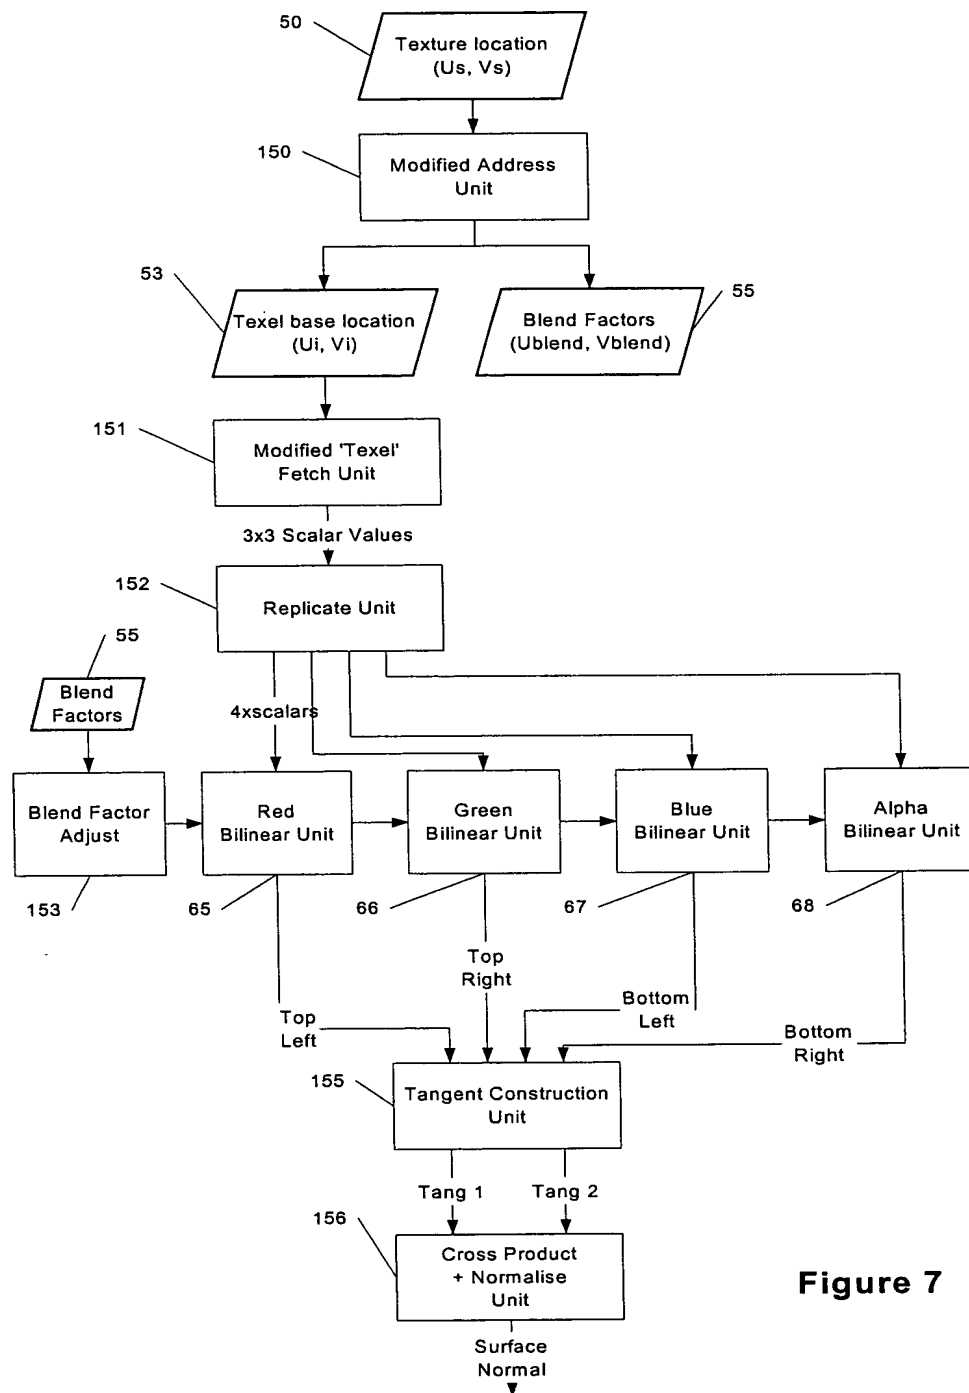 50
Texture location
(Us, Vs)
150
Modified Address
Unit
53
Texel base location
(Ui, Vi)
55
Blend Factors
(Ublend, Vblend)
151
Modified 'Texel'
Fetch Unit
3x3 Scalar Values
152
Replicate Unit
55
Blend
Factors
4xscalars
Blend Factor
Adjust
Red
Bilinear Unit
Green
Bilinear Unit
Blue
Bilinear Unit
Alpha
Bilinear Unit
153
65
66
67
68
Top
Left
Top
Right
Bottom
Left
Bottom
Right
155
Tangent Construction
Unit
Tang 1
Tang 2
156
Cross Product
+ Normalise
Unit
Surface
Normal
Figure 7